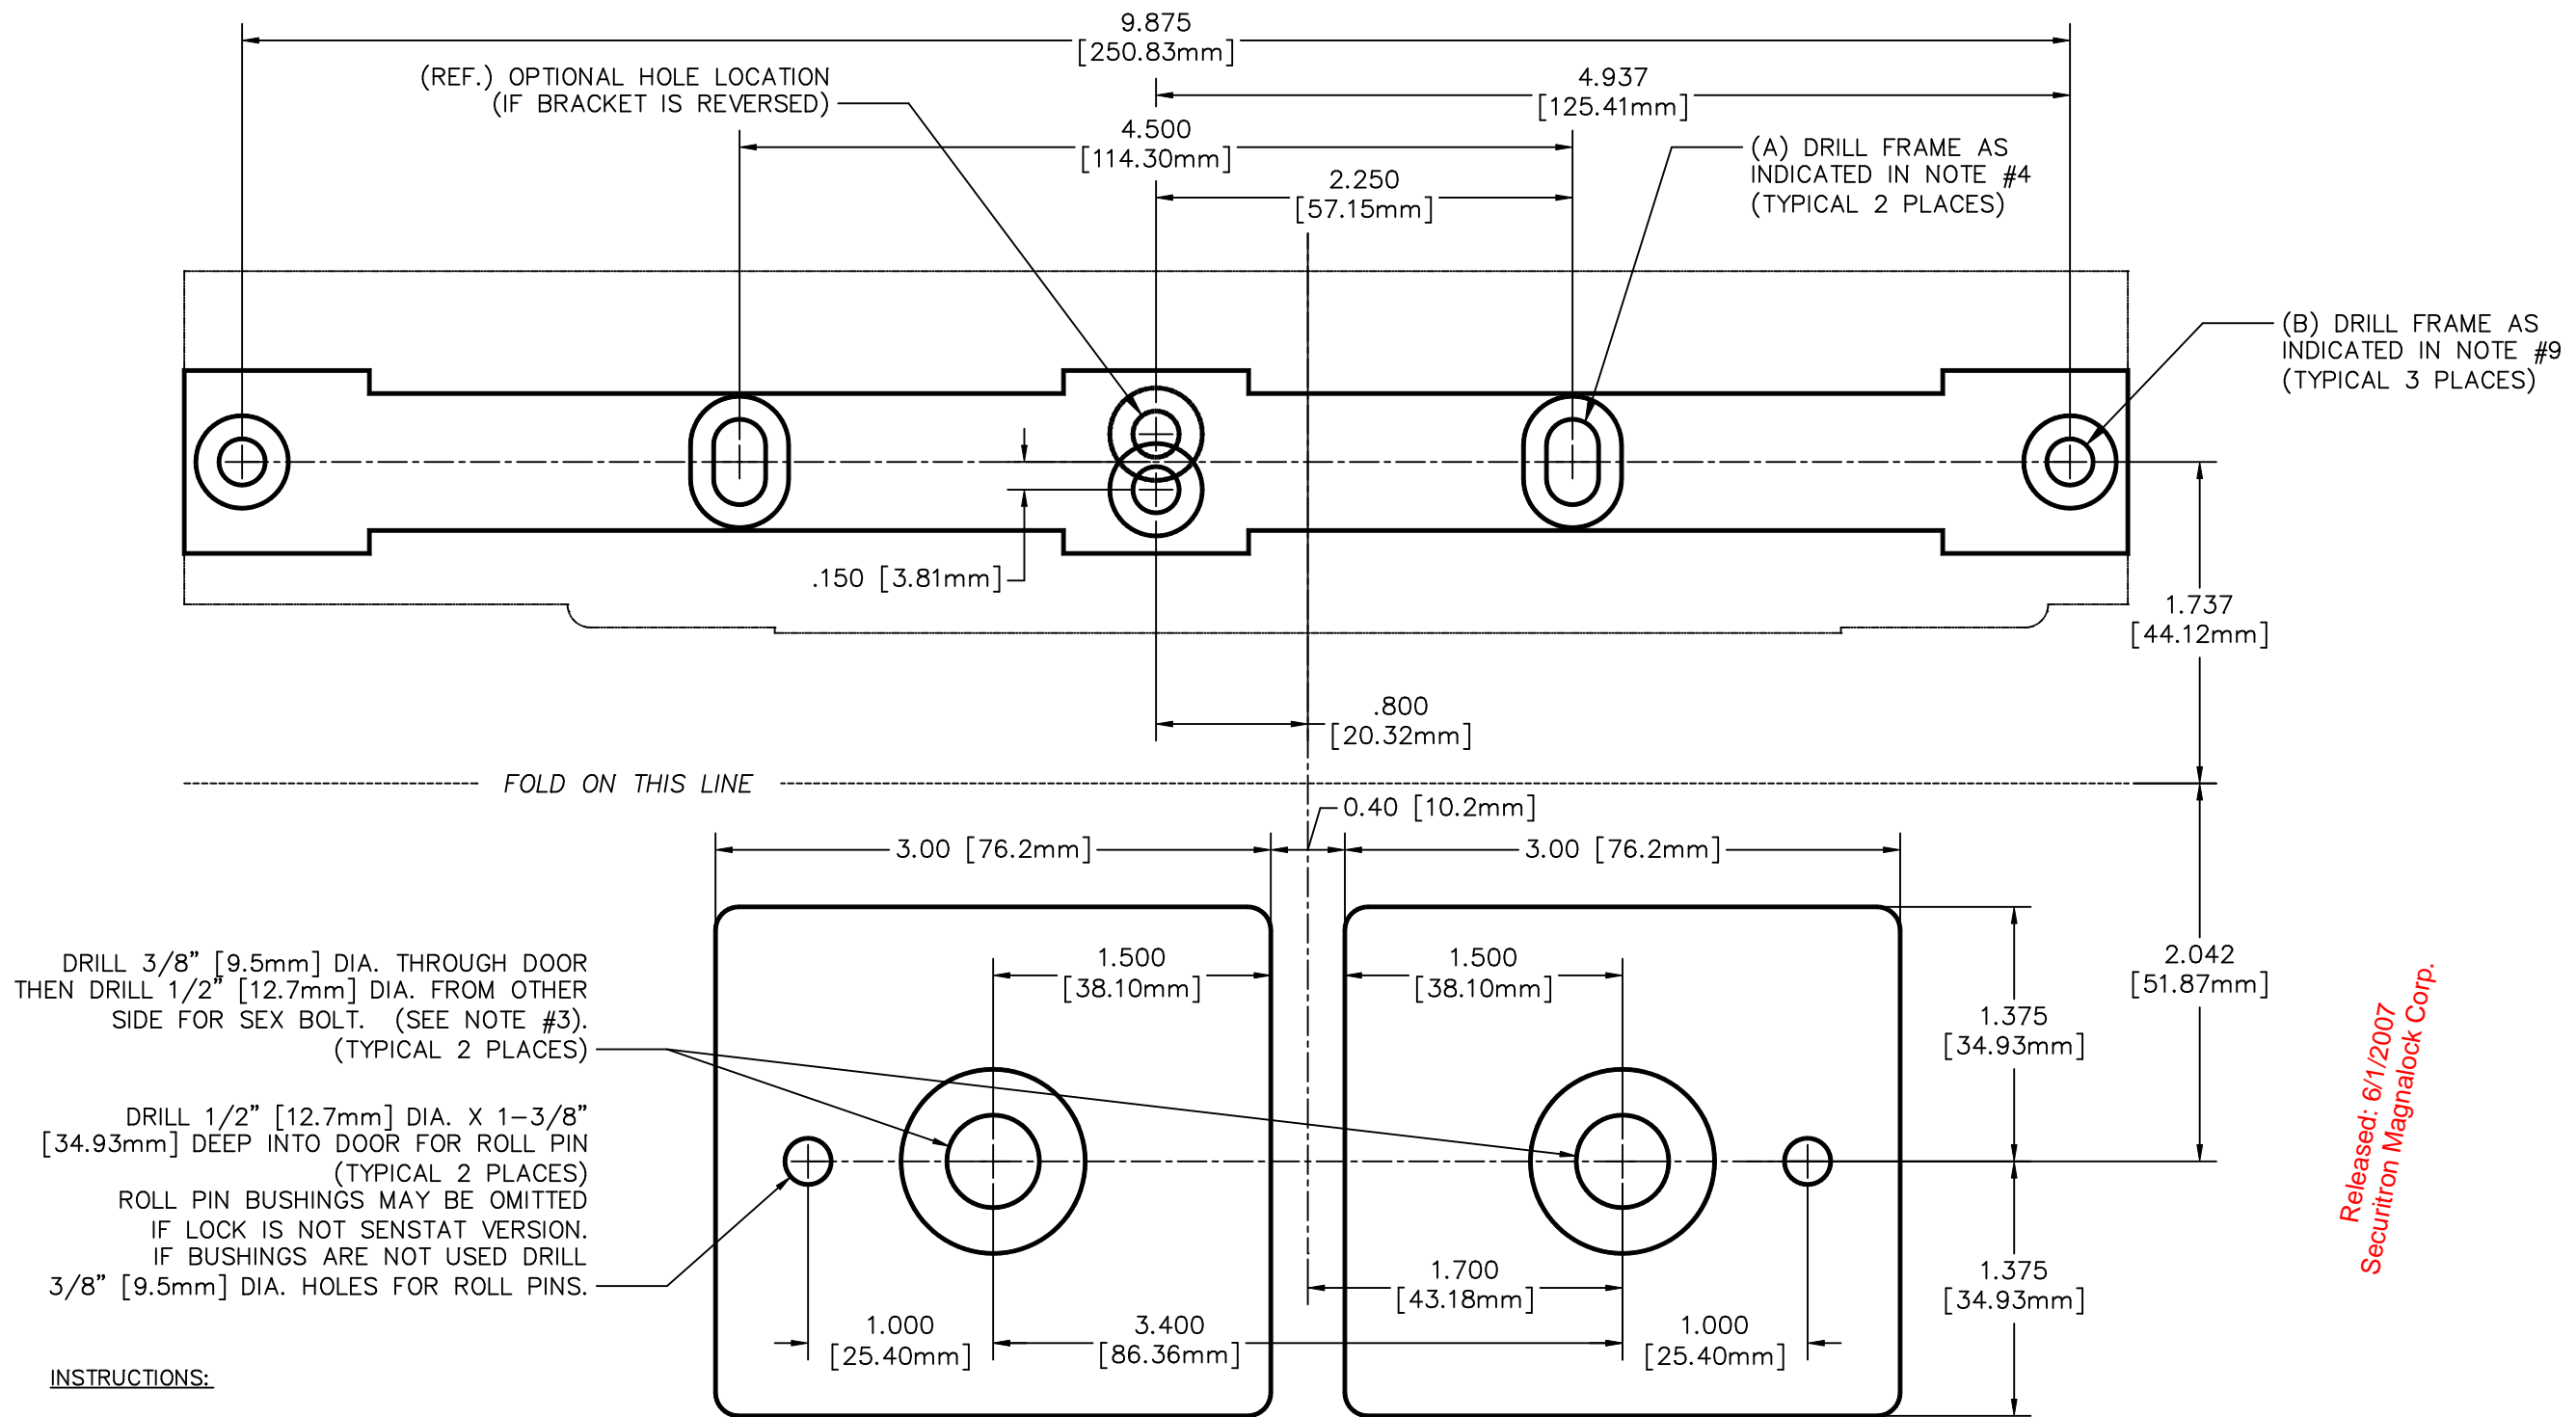 9.875
[250.83mm]
(REF.) OPTIONAL HOLE LOCATION
(IF BRACKET IS REVERSED)
4.937
[125.41mm]
4.500
[114.30mm]
(A) DRILL FRAME AS
INDICATED IN NOTE #4
(TYPICAL 2 PLACES)
2.250
[57.15mm]
(B) DRILL FRAME AS
INDICATED IN NOTE #9
(TYPICAL 3 PLACES)
.150 [3.81mm]
1.737
[44.12mm]
.800
[20.32mm]
FOLD ON THIS LINE
0.40 [10.2mm]
3.00 [76.2mm]
3.00 [76.2mm]
DRILL 3/8” [9.5mm] DIA. THROUGH DOOR
THEN DRILL 1/2” [12.7mm] DIA. FROM OTHER
SIDE FOR SEX BOLT. (SEE NOTE #3).
(TYPICAL 2 PLACES)
1.500
[38.10mm]
1.500
[38.10mm]
2.042
[51.87mm]
1.375
[34.93mm]
DRILL 1/2” [12.7mm] DIA. X 1-3/8”
[34.93mm] DEEP INTO DOOR FOR ROLL PIN
(TYPICAL 2 PLACES)
ROLL PIN BUSHINGS MAY BE OMITTED
IF LOCK IS NOT SENSTAT VERSION.
IF BUSHINGS ARE NOT USED DRILL
3/8” [9.5mm] DIA. HOLES FOR ROLL PINS.
1.700
[43.18mm]
1.375
[34.93mm]
1.000
[25.40mm]
3.400
[86.36mm]
1.000
[25.40mm]
Released: 6/1/2007
Securitron Magnalock Corp.
INSTRUCTIONS: